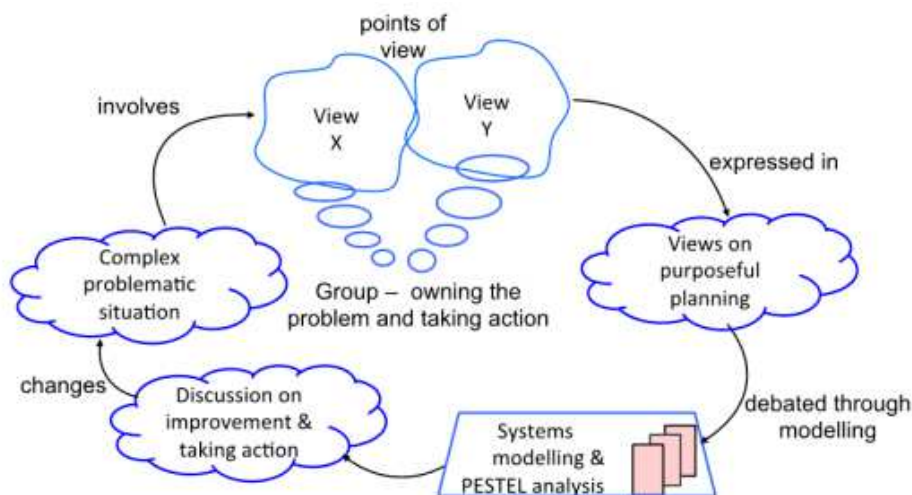 points of
view
View
X
View
Y
involves
expressed in
Complex
problematic
situation
Views on
purposeful
planning
Group – owning the
problem and taking action
changes
Discussion on
improvement &
taking action
Systems
modelling &
PESTEL analysis
debated through
modelling